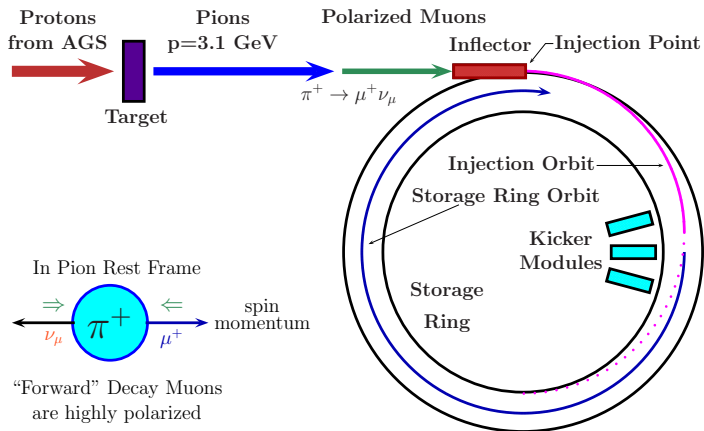 Protons
from AGS
Target
Pions
p=3.1 GeV
Polarized Muons
π⁺ → μ⁺ν_μ
Inflector
Injection Point
Injection Orbit
Storage Ring Orbit
Kicker
Modules
Storage
Ring
In Pion Rest Frame
⇒ ⇐
π⁺
ν_μ
μ⁺
spin
momentum
“Forward” Decay Muons
are highly polarized